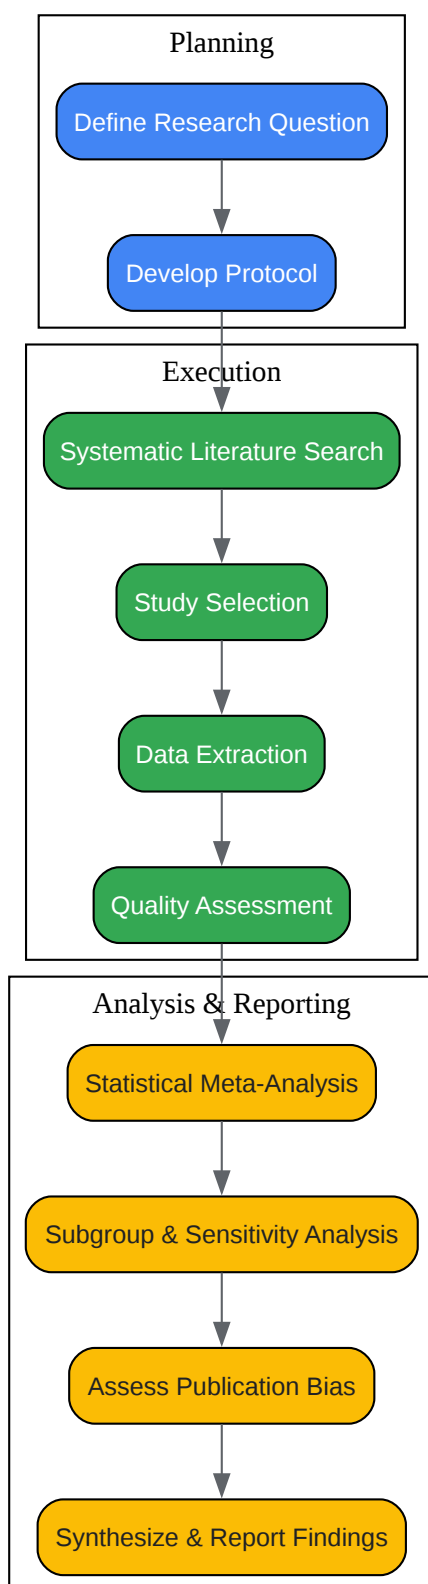 Planning
Define Research Question
Develop Protocol
Execution
Systematic Literature Search
Study Selection
Data Extraction
Quality Assessment
Analysis & Reporting
Statistical Meta-Analysis
Subgroup & Sensitivity Analysis
Assess Publication Bias
Synthesize & Report Findings